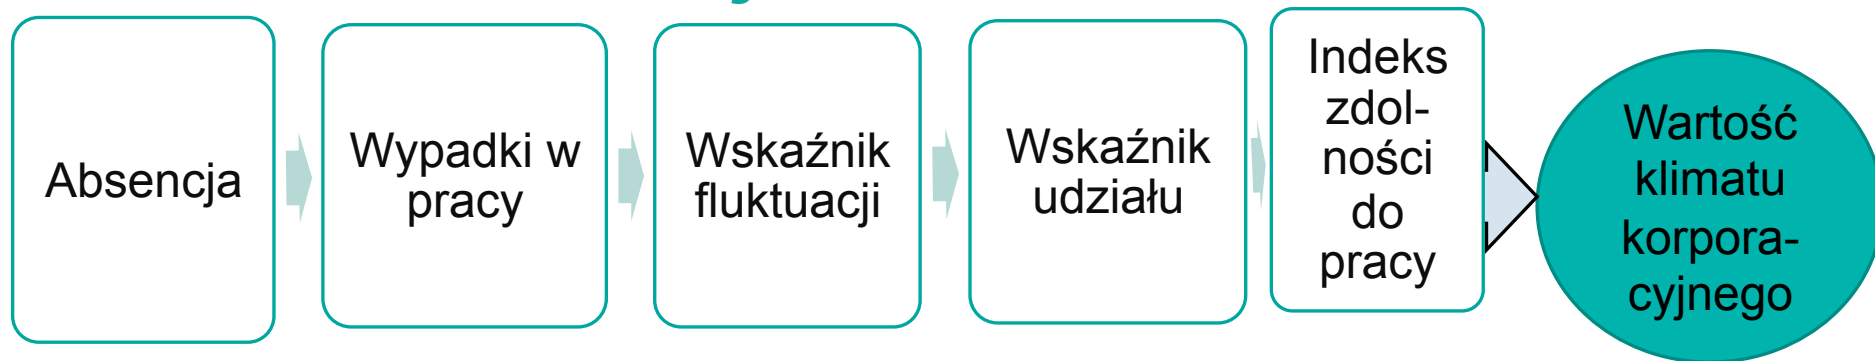 Absencja
Wypadki w
pracy
Wskaźnik
fluktuacji
Wskaźnik
udziału
Indeks
zdol-
ności
do
pracy
Wartość
klimatu
korpora-
cyjnego